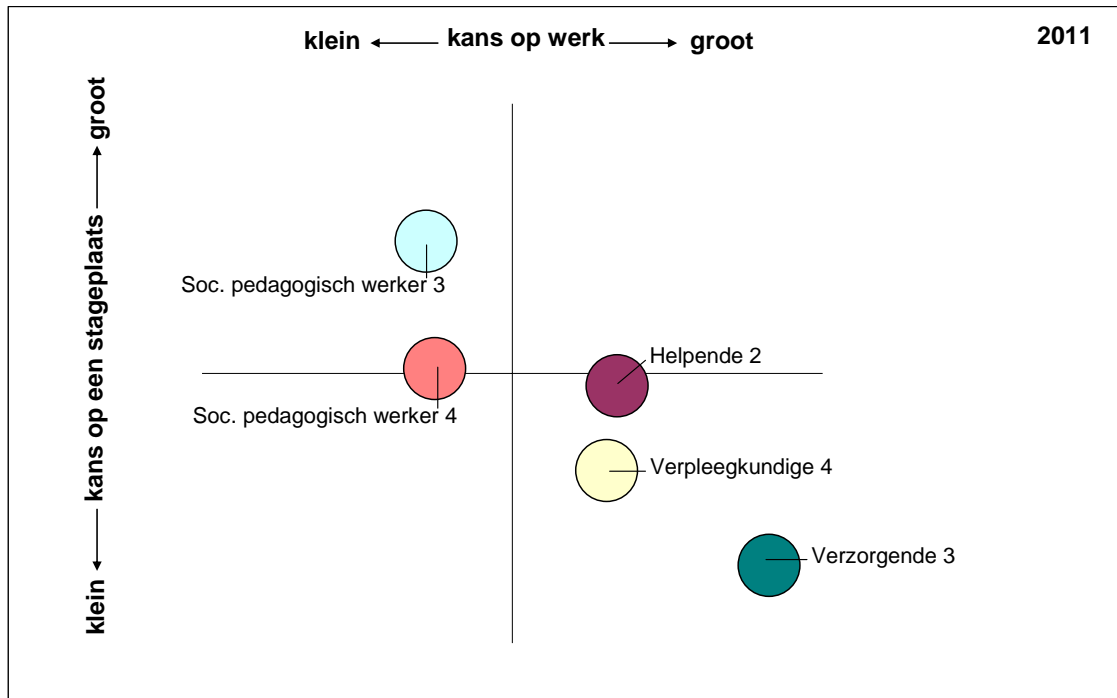 klein ← kans op werk → groot
2011
klein ← kans op een stageplaats → groot
Soc. pedagogisch werker 3
Helpende 2
Soc. pedagogisch werker 4
Verpleegkundige 4
Verzorgende 3